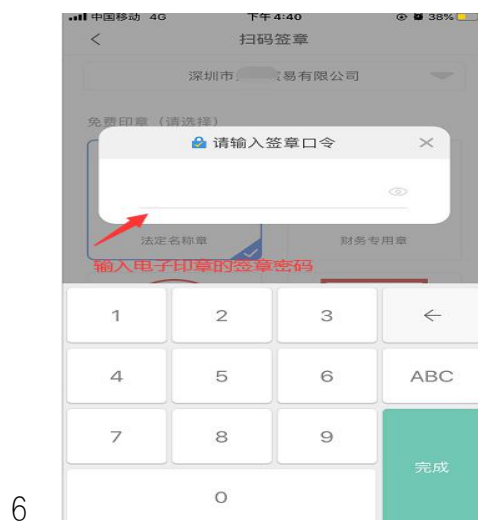 中国移动 4G 下午4:40 38%
扫码签章
深圳市 贸易有限公司
免费印章（请选择）
请输入签章口令
法定名称章 财务专用章
输入电子印章的签章密码
1 2 3
4 5 6 ABC
7 8 9
完成
0
6